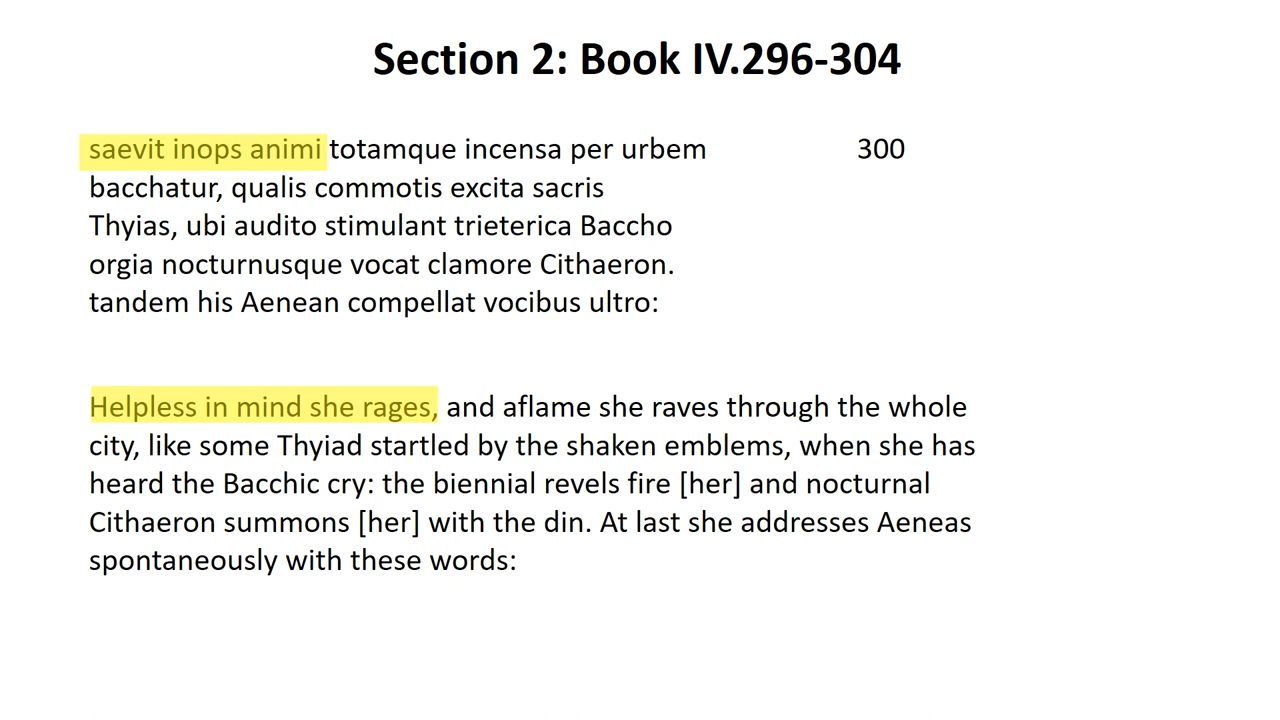 Section 2: Book IV.296-304
saevit inops animi totamque incensa per urbem 300
bacchatur, qualis commotis excita sacris
Thyias, ubi audito stimulant trieterica Baccho
orgia nocturnusque vocat clamore Cithaeron.
tandem his Aenean compellat vocibus ultro:
Helpless in mind she rages, and aflame she raves through the whole
city, like some Thyiad startled by the shaken emblems, when she has
heard the Bacchic cry: the biennial revels fire [her] and nocturnal
Cithaeron summons [her] with the din. At last she addresses Aeneas
spontaneously with these words: